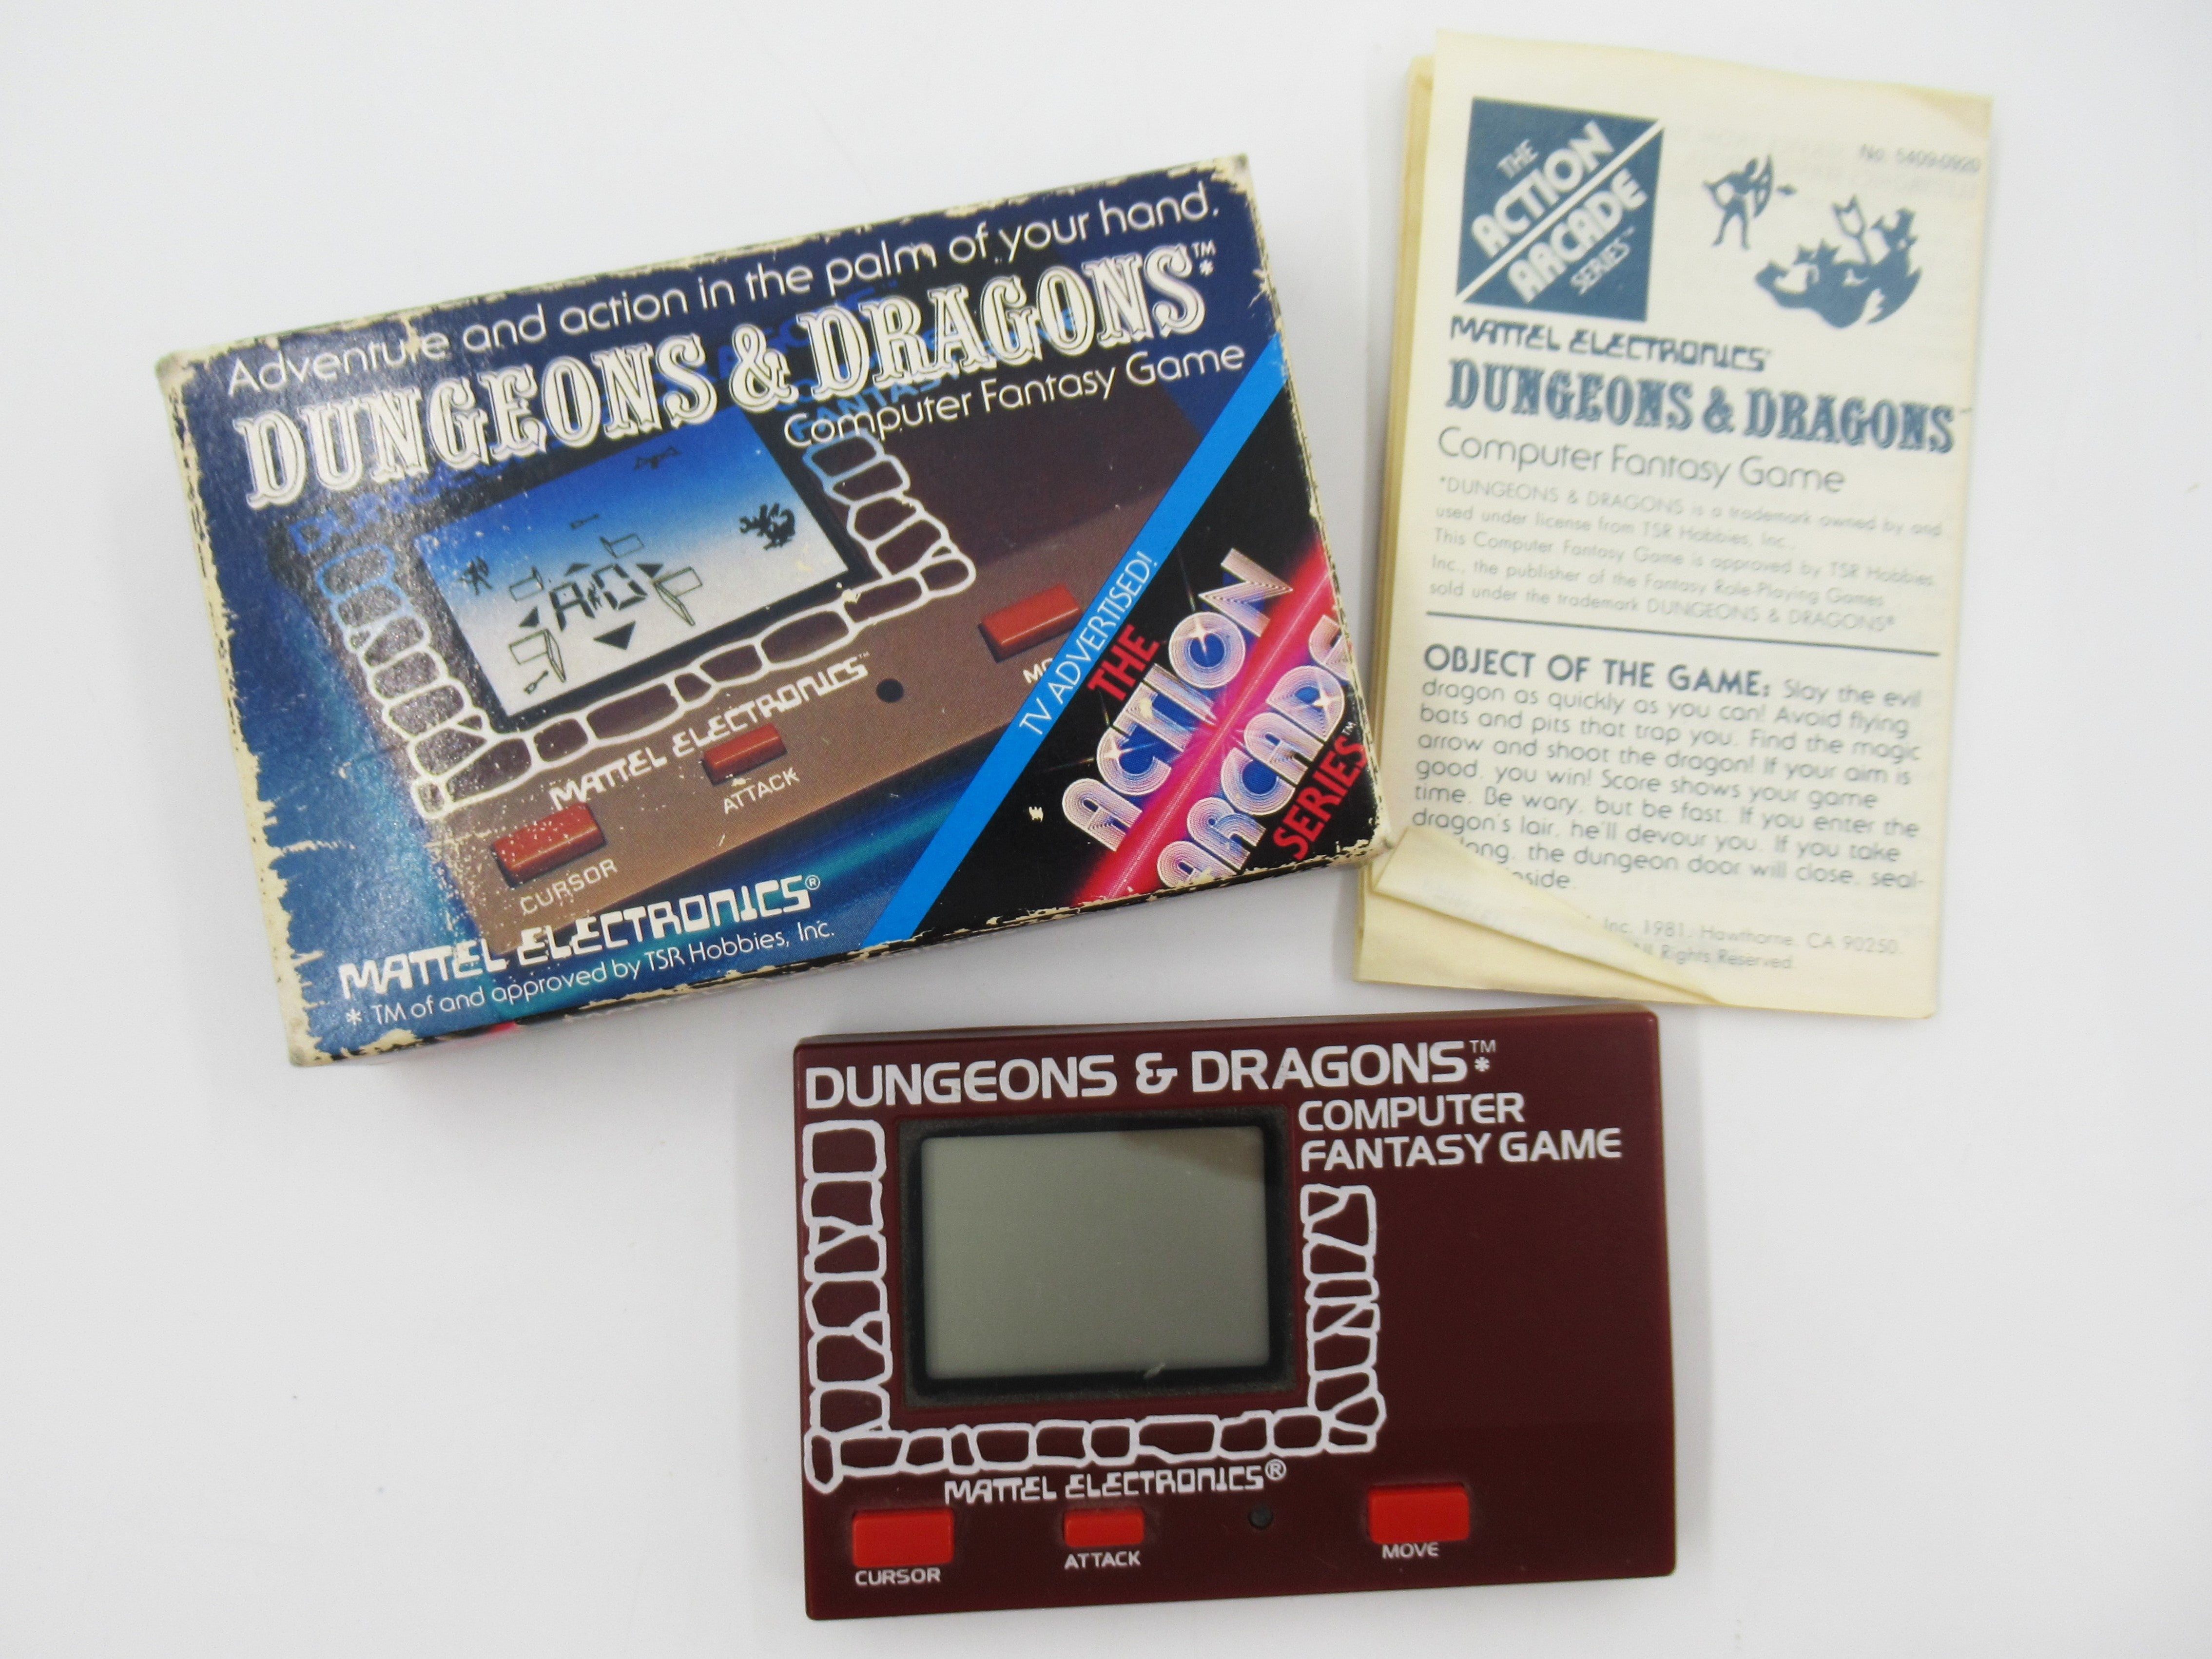 Adventure and action in the palm of your hand.
DUNGEONS & DRAGONS™*
Computer Fantasy Game
MATTEL ELECTRONICS™
CURSOR
ATTACK
TV ADVERTISED!
THE
ACTION
ARCADE
SERIES™
MATTEL ELECTRONICS®
* TM of and approved by TSR Hobbies, Inc.
THE
ACTION
ARCADE
SERIES™
No. 5409-0920
MATTEL ELECTRONICS®
DUNGEONS & DRAGONS
Computer Fantasy Game
*DUNGEONS & DRAGONS is a trademark owned by and
used under license from TSR Hobbies, Inc.
This Computer Fantasy Game is approved by TSR Hobbies
Inc., the publisher of the Fantasy Role-Playing Games
sold under the trademark DUNGEONS & DRAGONS*
OBJECT OF THE GAME: Slay the evil
dragon as quickly as you can! Avoid flying
bats and pits that trap you. Find the magic
arrow and shoot the dragon! If your aim is
good, you win! Score shows your game
time. Be wary, but be fast. If you enter the
dragon's lair, he'll devour you. If you take
long, the dungeon door will close, seal-
inside.
Inc. 1981. Hawthorne, CA 90250.
All Rights Reserved.
DUNGEONS & DRAGONS™*
COMPUTER
FANTASY GAME
MATTEL ELECTRONICS®
CURSOR
ATTACK
MOVE